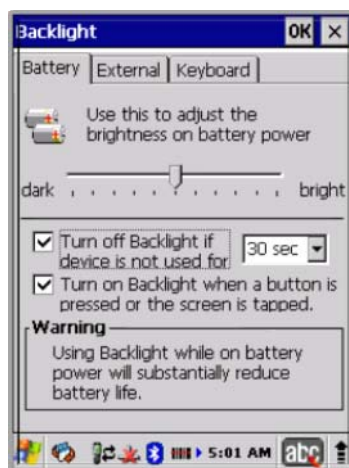 Backlight OK ×
Battery External Keyboard
Use this to adjust the
brightness on battery power
dark bright
Turn off Backlight if
device is not used for 30 sec
Turn on Backlight when a button is
pressed or the screen is tapped.
Warning
Using Backlight while on battery
power will substantially reduce
battery life.
5:01 AM abc